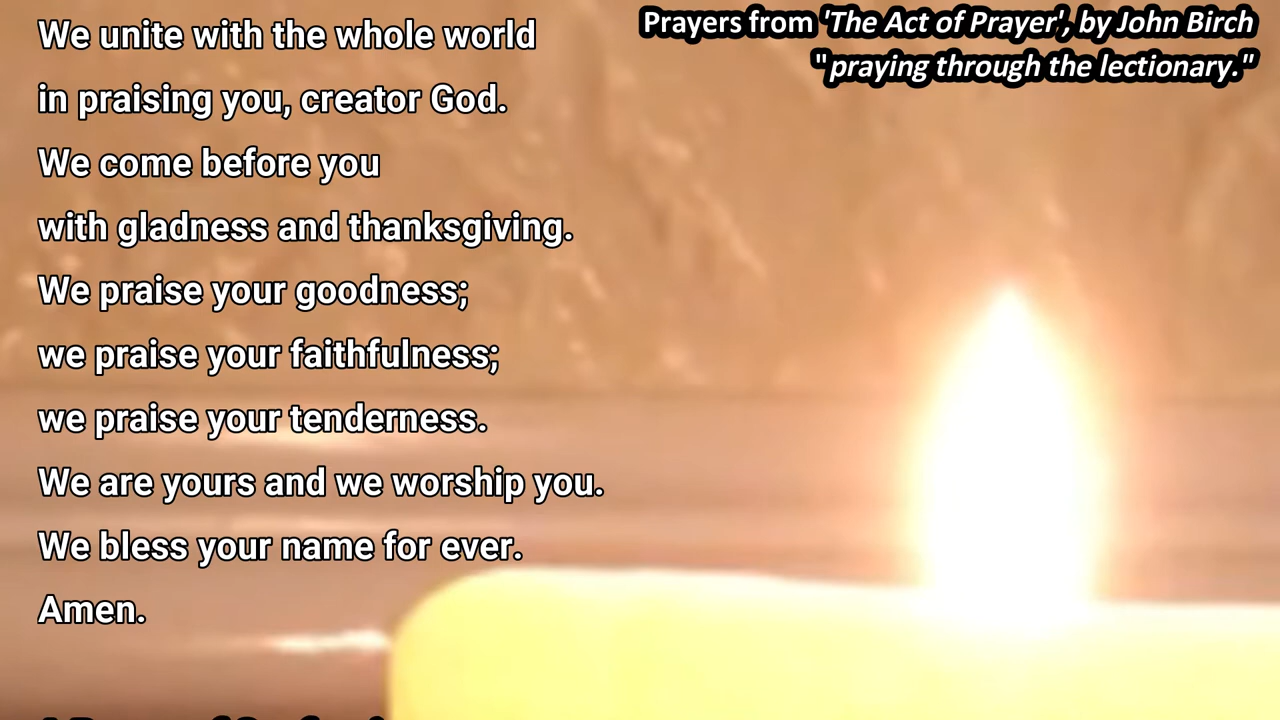 We unite with the whole world
in praising you, creator God.
We come before you
with gladness and thanksgiving.
We praise your goodness;
we praise your faithfulness;
we praise your tenderness.
We are yours and we worship you.
We bless your name for ever.
Amen.
Prayers from 'The Act of Prayer', by John Birch
"praying through the lectionary."